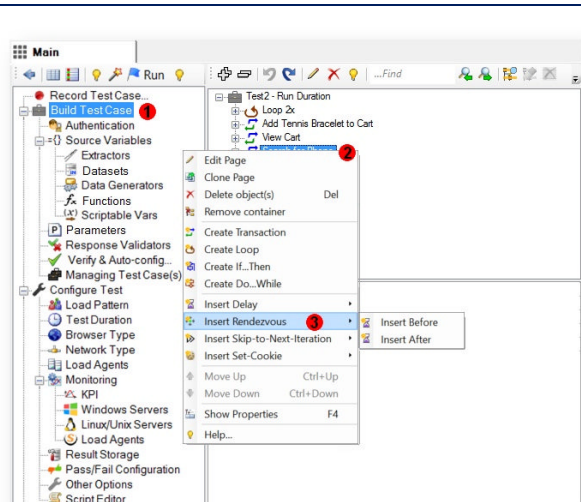 Main
Run
...Find
Record Test Case...
Build Test Case
1
Authentication
={} Source Variables
Extractors
Datasets
Data Generators
fx Functions
(x) Scriptable Vars
P Parameters
Response Validators
Verify & Auto-config...
Managing Test Case(s)
Configure Test
Load Pattern
Test Duration
Browser Type
Network Type
Load Agents
Monitoring
KPI
Windows Servers
Linux/Unix Servers
Load Agents
Result Storage
Pass/Fail Configuration
Other Options
Script Editor
Test2 - Run Duration
Loop 2x
Add Tennis Bracelet to Cart
View Cart
2
Edit Page
Clone Page
Delete object(s) Del
Remove container
Create Transaction
Create Loop
Create If...Then
Create Do...While
Insert Delay
Insert Rendezvous 3
Insert Skip-to-Next-Iteration
Insert Set-Cookie
Move Up Ctrl+Up
Move Down Ctrl+Down
Show Properties F4
Help...
Insert Before
Insert After